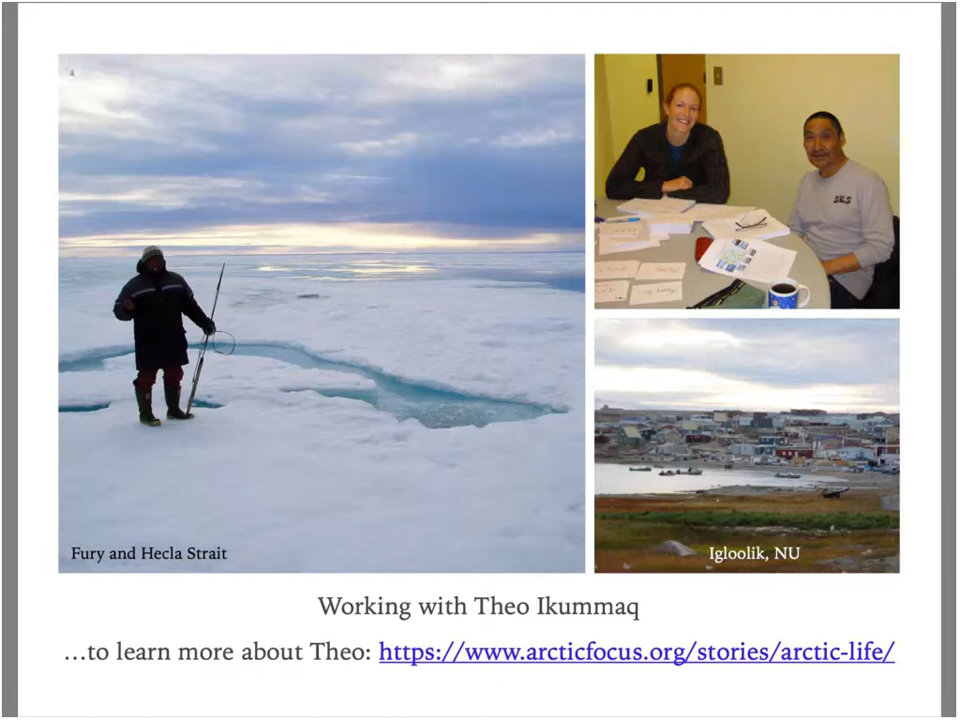 SES
Fury and Hecla Strait
Igloolik, NU
Working with Theo Ikummaq
...to learn more about Theo: https://www.arcticfocus.org/stories/arctic-life/